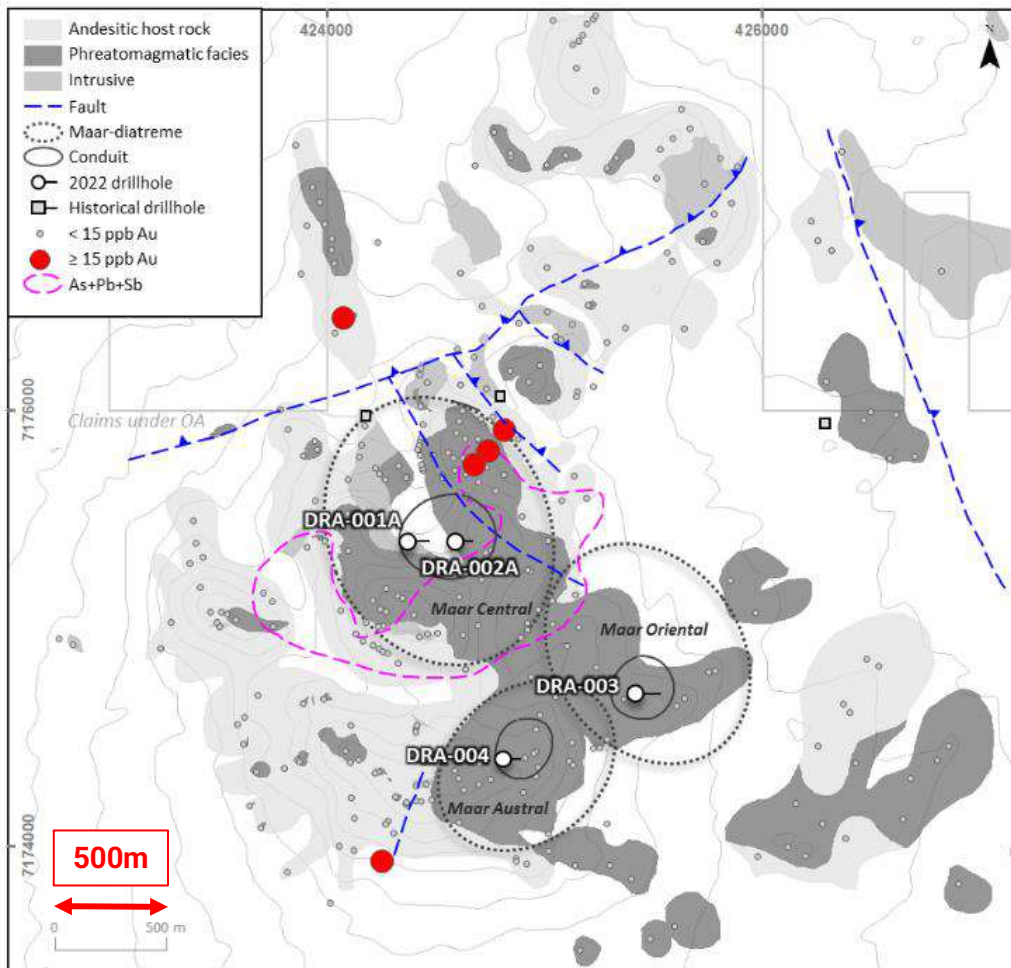 Andesitic host rock
Phreatomagmatic facies
Intrusive
Fault
Maar-diatreme
Conduit
2022 drillhole
Historical drillhole
< 15 ppb Au
≥ 15 ppb Au
As+Pb+Sb
424000
426000
7176000
Claims under OA
DRA-001A
DRA-002A
Maar Central
Maar Oriental
DRA-003
DRA-004
Maar Austral
7174000
500m
0
500 m